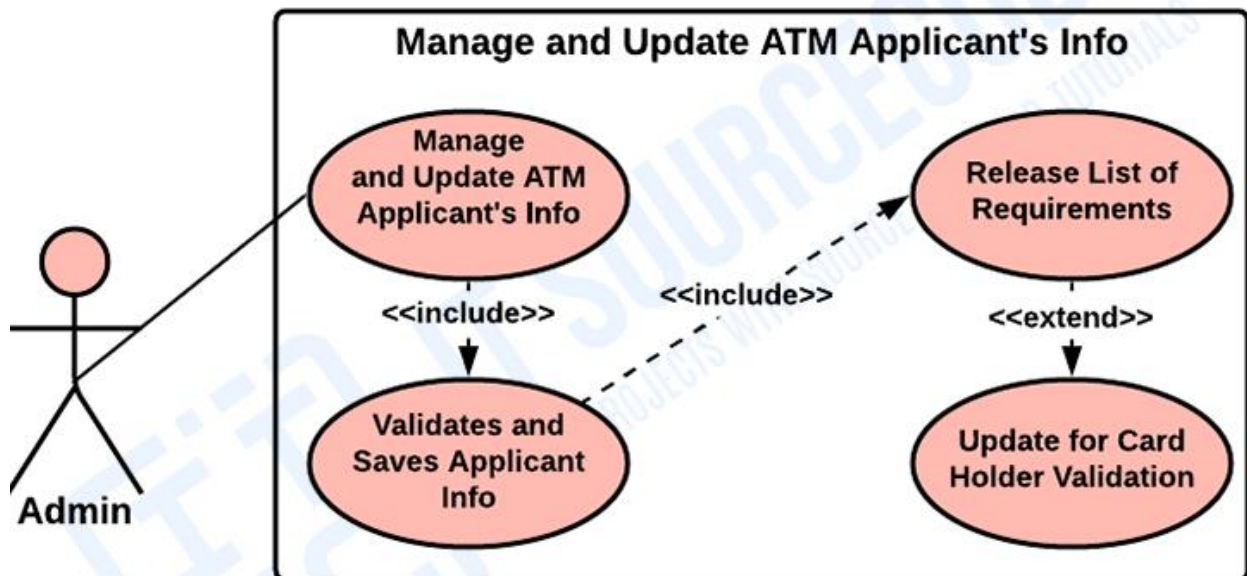 Manage and Update ATM Applicant's Info
Manage
and Update ATM
Applicant's Info
Release List of
Requirements
<<include>>
<<include>>
<<extend>>
Validates and
Saves Applicant
Info
Update for Card
Holder Validation
Admin